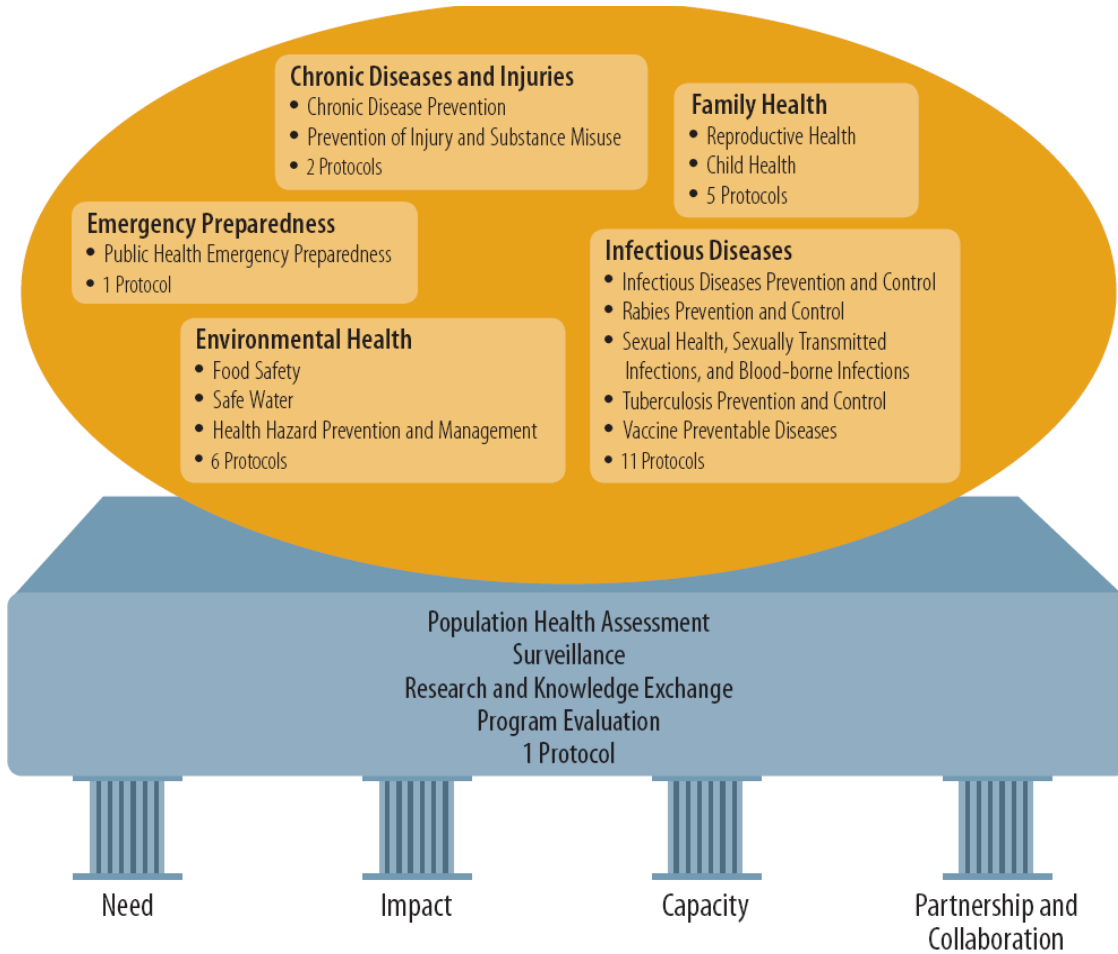 Chronic Diseases and Injuries
• Chronic Disease Prevention
• Prevention of Injury and Substance Misuse
• 2 Protocols
Family Health
• Reproductive Health
• Child Health
• 5 Protocols
Emergency Preparedness
• Public Health Emergency Preparedness
• 1 Protocol
Infectious Diseases
• Infectious Diseases Prevention and Control
• Rabies Prevention and Control
• Sexual Health, Sexually Transmitted
Infections, and Blood-borne Infections
• Tuberculosis Prevention and Control
• Vaccine Preventable Diseases
• 11 Protocols
Environmental Health
• Food Safety
• Safe Water
• Health Hazard Prevention and Management
• 6 Protocols
Population Health Assessment
Surveillance
Research and Knowledge Exchange
Program Evaluation
1 Protocol
Need
Impact
Capacity
Partnership and
Collaboration